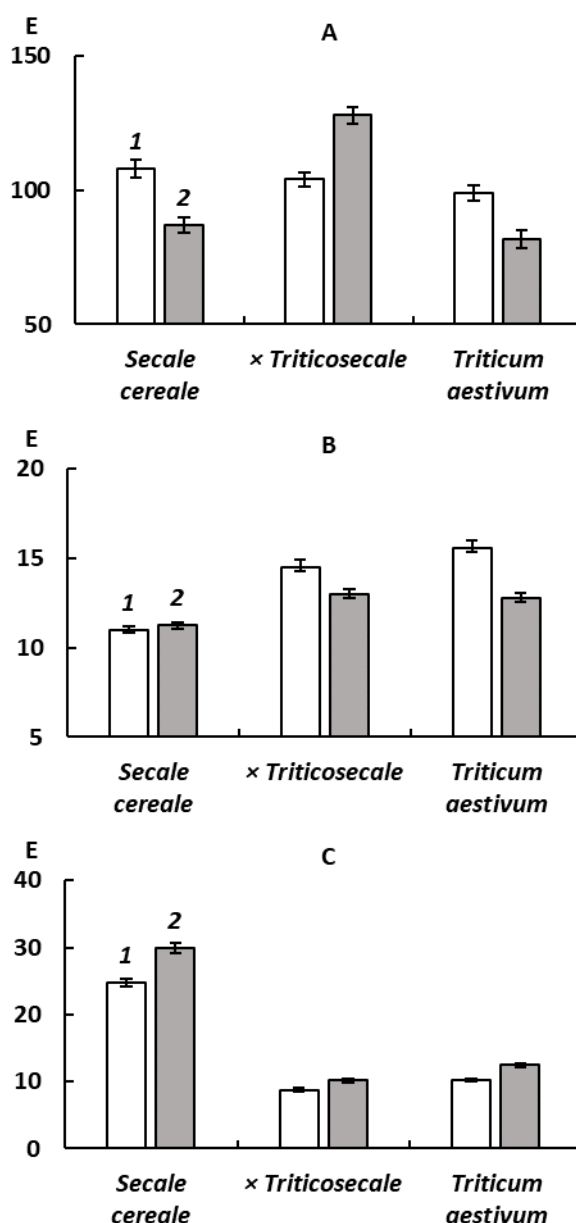 E
A
150
100
50
1
2
Secale
cereale
× Triticosecale
Triticum
aestivum
E
B
20
15
10
5
1
2
Secale
cereale
× Triticosecale
Triticum
aestivum
E
C
40
30
20
10
0
1
2
Secale
cereale
× Triticosecale
Triticum
aestivum